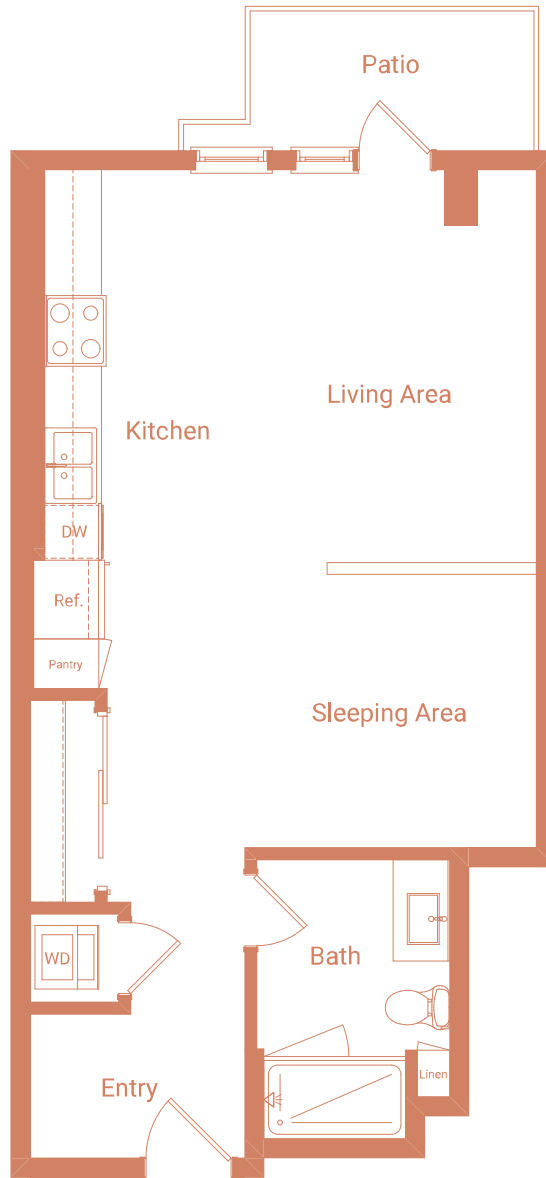 Patio
Living Area
Kitchen
DW
Ref.
Pantry
Sleeping Area
WD
Bath
Linen
Entry